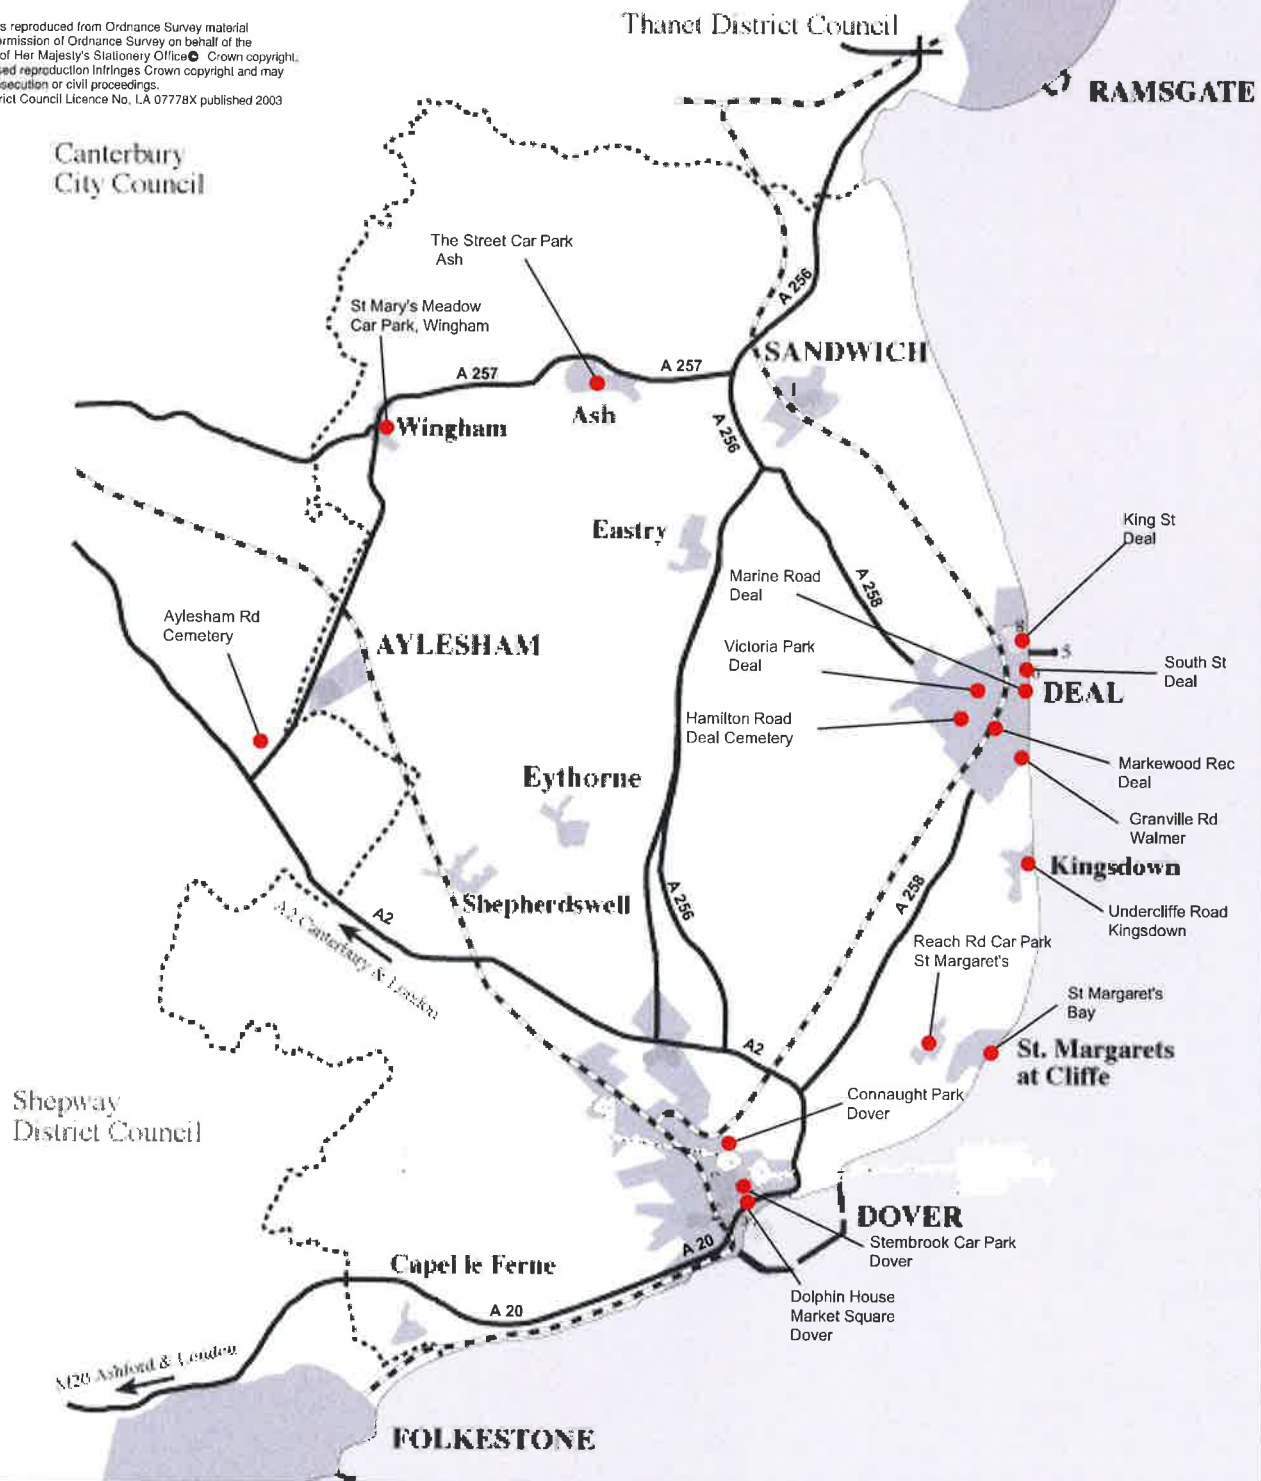 s reproduced from Ordnance Survey material
rmission of Ordnance Survey on behalf of the
of Her Majesty's Stationery Office© Crown copyright.
ed reproduction infringes Crown copyright and may
secution or civil proceedings.
rict Council Licence No. LA 07778X published 2003
Thanet District Council
RAMSGATE
Canterbury
City Council
The Street Car Park
Ash
St Mary's Meadow
Car Park, Wingham
A 256
SANDWICH
A 257
A 257
Ash
Wingham
A 256
Eastry
King St
Deal
Marine Road
Deal
A 258
Aylesham Rd
Cemetery
AYLESHAM
Victoria Park
Deal
South St
Deal
DEAL
Hamilton Road
Deal Cemetery
Eythorne
Markewood Rec
Deal
Granville Rd
Walmer
Kingsdown
Shepherdswell
A 256
A 258
A2
A2 Canterbury & London
Undercliffe Road
Kingsdown
Reach Rd Car Park
St Margaret's
St Margaret's
Bay
A2
St. Margarets
at Cliffe
Shepway
District Council
Connaught Park
Dover
DOVER
Stembrook Car Park
Dover
A 20
Capel le Ferne
A 20
Dolphin House
Market Square
Dover
M20 Ashford & London
FOLKESTONE